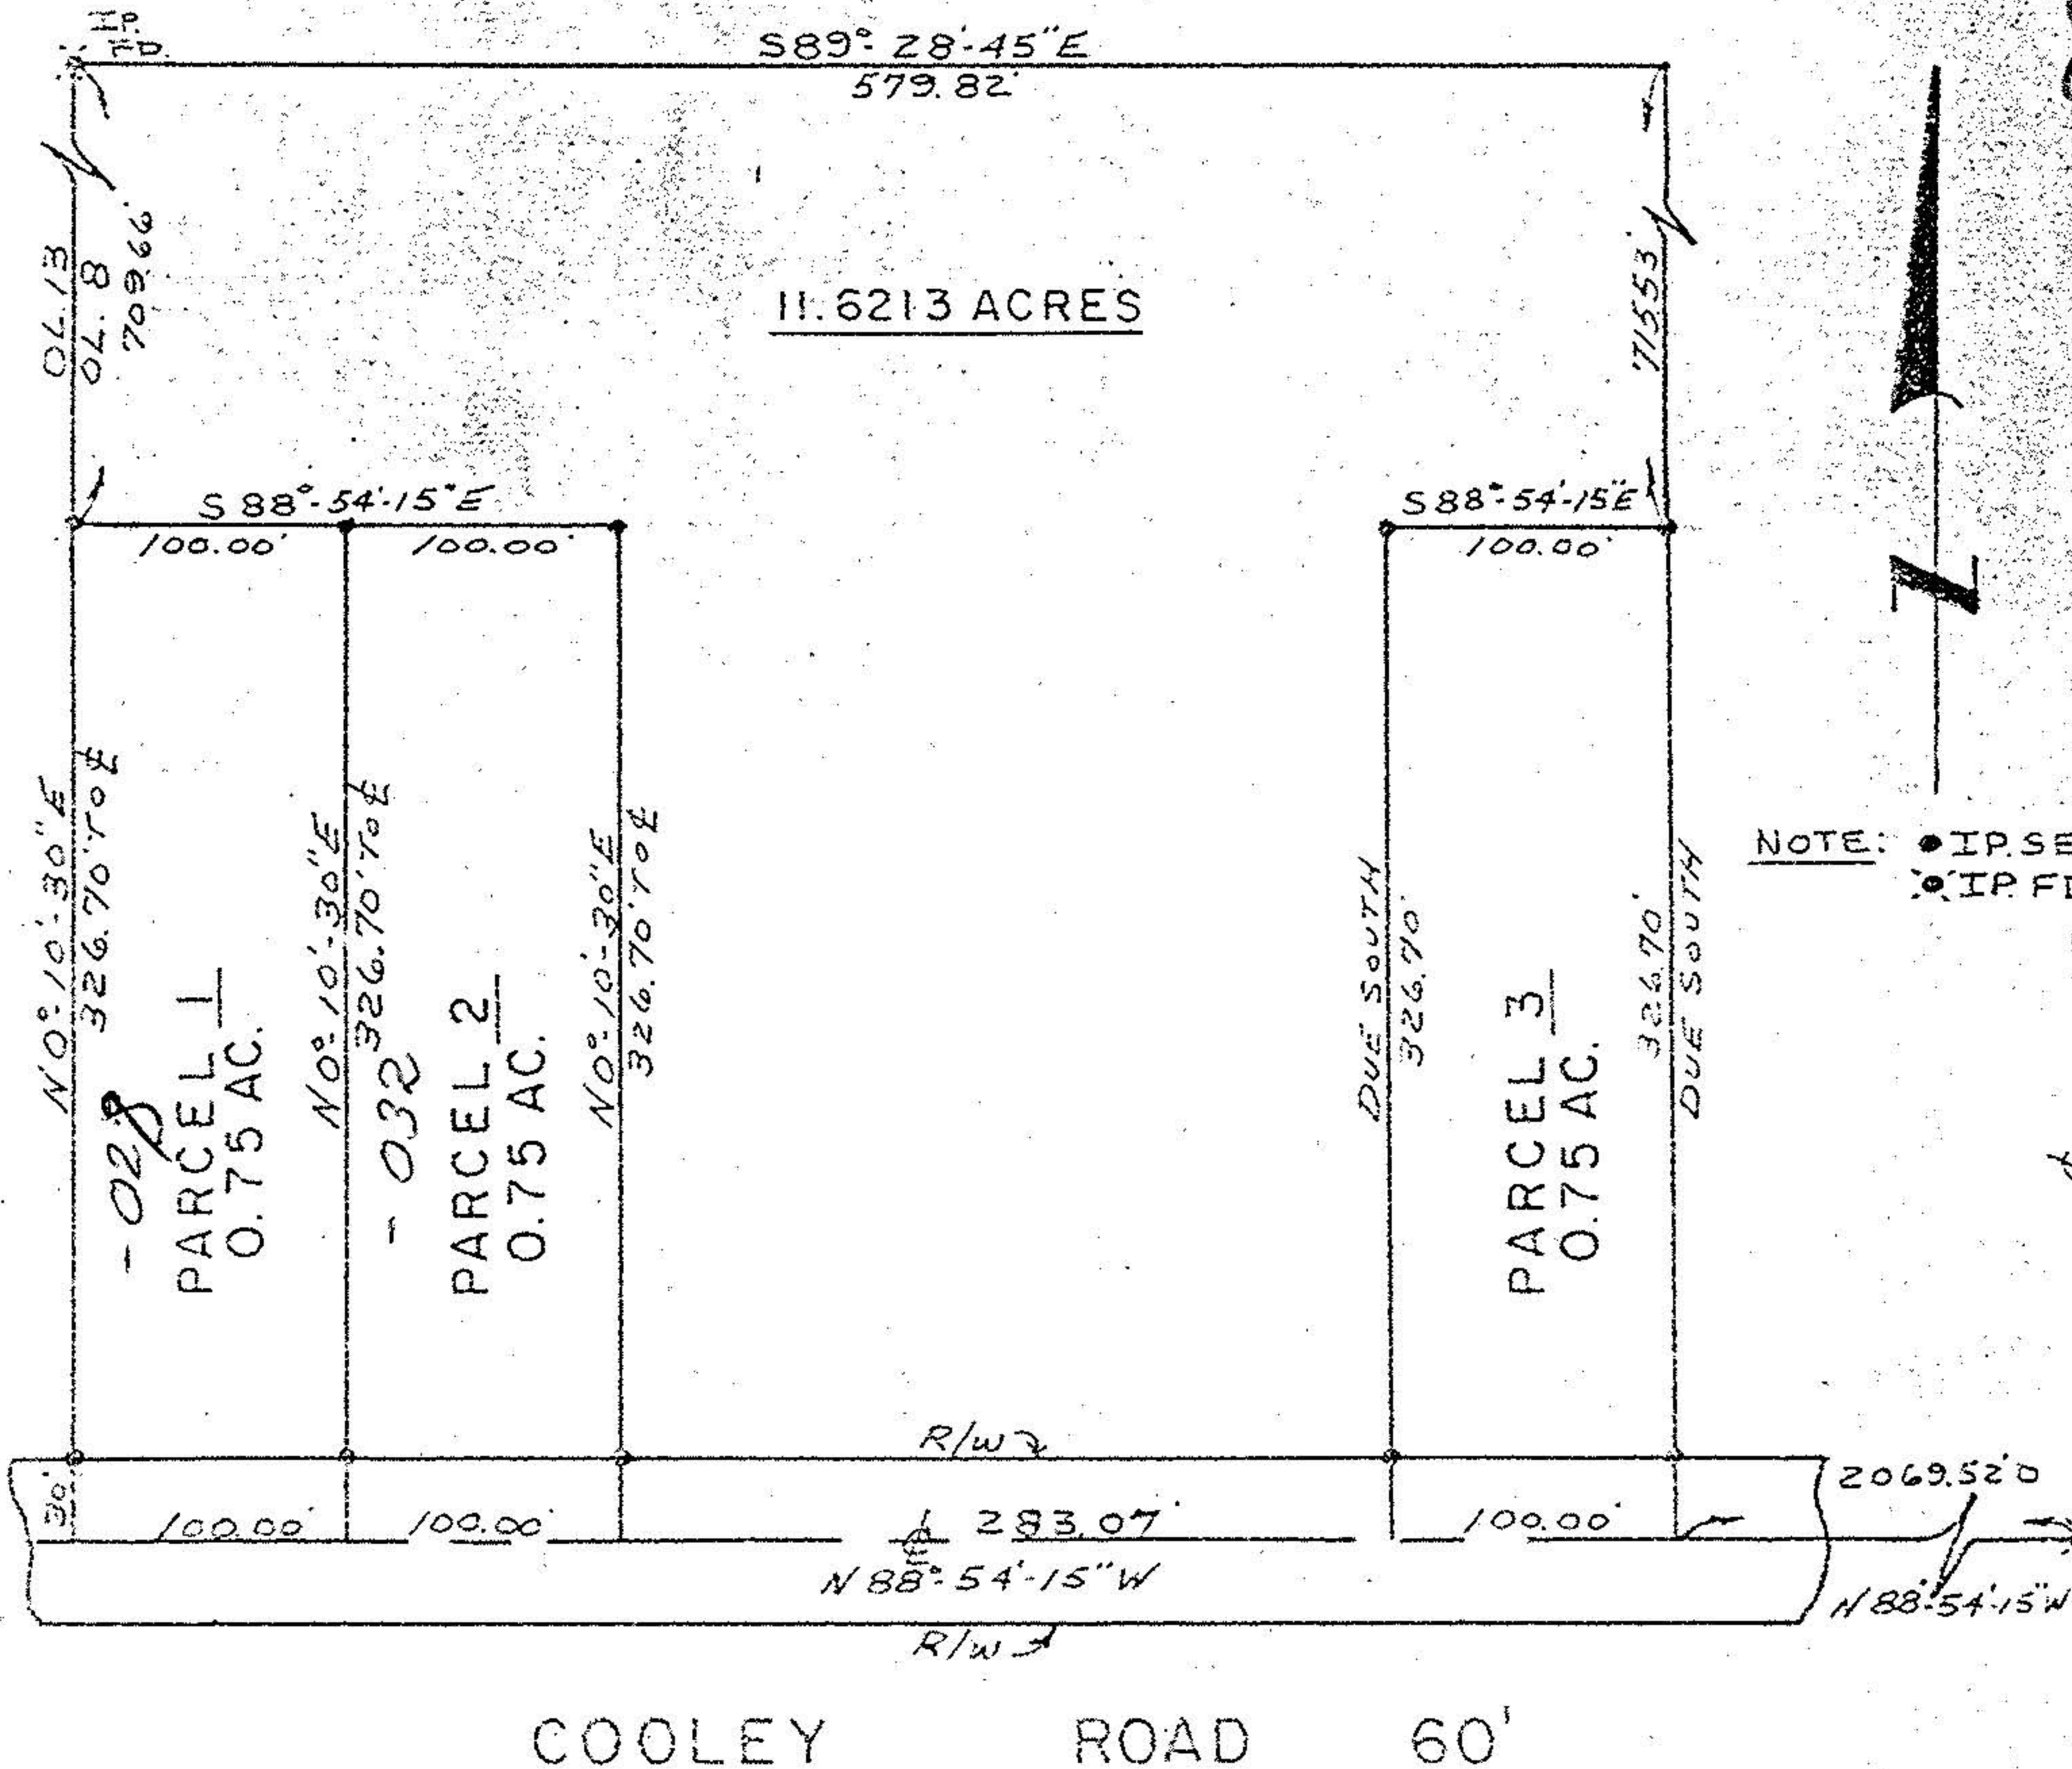 I.P.
FD.
S89°-28'-45"E
579.82'
OL. 13
OL. 8
709.66'
11.6213 ACRES
715.53'
S 88°-54'-15"E
100.00'
100.00'
S 88°-54'-15"E
100.00'
N
NOTE: I.P. SE
I.P. F
N0°-10'-30"E
326.70' TO ℄
-028
PARCEL 1
0.75 AC.
N0°-10'-30"E
326.70' TO ℄
-032
PARCEL 2
0.75 AC.
N0°-10'-30"E
326.70' TO ℄
DUE SOUTH
326.70'
PARCEL 3
0.75 AC.
326.70'
DUE SOUTH
R/W
30'
100.00'
100.00'
℄ 283.07'
100.00'
2069.52'
N 88°-54'-15"W
N 88°-54'-15"W
R/W
COOLEY ROAD 60'